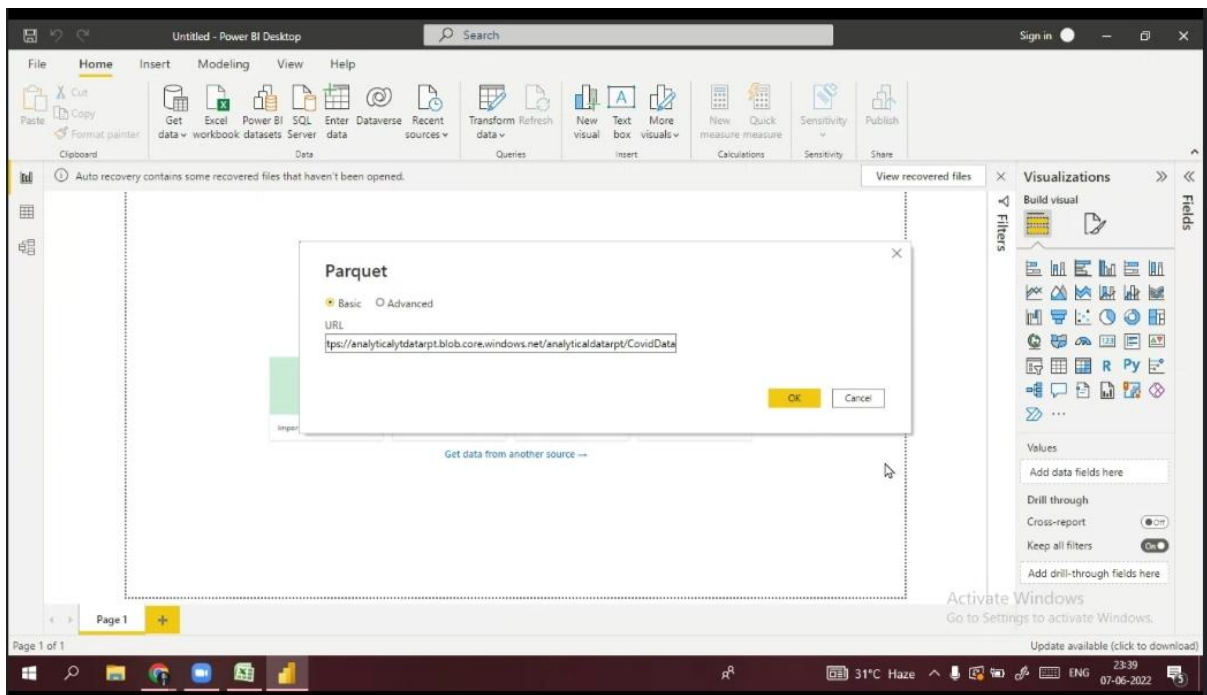 Untitled - Power BI Desktop
Search
Sign in
File Home Insert Modeling View Help
Paste
Cut
Copy
Format painter
Get data
Excel workbook
Power BI datasets
SQL Server
Enter data
Dataverse
Recent sources
Transform data
Refresh
New visual
Text box
More visuals
New measure
Quick measure
Sensitivity
Publish
Clipboard Data Queries Insert Calculations Sensitivity Share
Auto recovery contains some recovered files that haven't been opened.
View recovered files
Filters
Visualizations
Fields
Build visual
Parquet
Basic Advanced
URL
tps://analyticalytdatarpt.blob.core.windows.net/analyticaldatarpt/CovidData
OK Cancel
Impor
Get data from another source →
123
R Py
Values
Add data fields here
Drill through
Cross-report Off
Keep all filters On
Add drill-through fields here
Activate Windows
Go to Settings to activate Windows.
Page 1
Page 1 of 1
Update available (click to download)
31°C Haze
ENG
23:39
07-06-2022
5